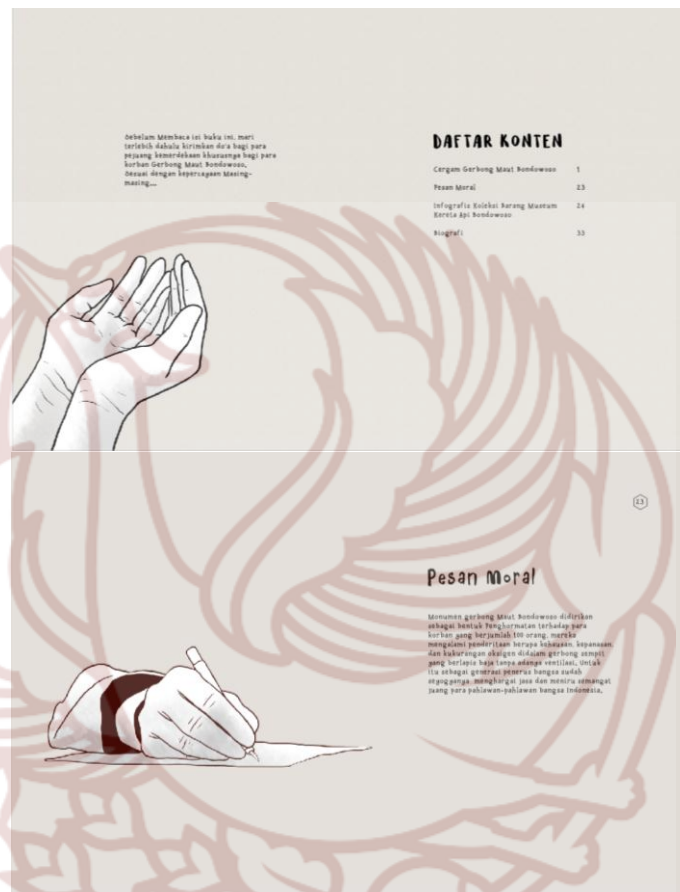 Sebelum Membaca isi buku ini, mari
terlebih dahulu kirimkan do'a bagi para
pejuang kemerdekaan khususnya bagi para
korban Gerbong Maut Bondowoso,
Sesuai dengan kepercayaan Masing-
masing...
DAFTAR KONTEN
Cergam Gerbong Maut Bondowoso 1
Pesan Moral 23
Infografis Koleksi Barang Museum 24
Kereta Api Bondowoso
Biografi 33
23
Pesan Moral
Monumen gerbong Maut Bondowoso didirikan
sebagai bentuk Penghormatan terhadap para
korban yang berjumlah 100 orang, mereka
mengalami penderitaan berupa kehausan, kepanasan,
dan kukurangan oksigen didalam gerbong sempit
yang berlapis baja tanpa adanya ventilasi, Untuk
itu sebagai generasi penerus bangsa sudah
seyogyanya menghargai jasa dan meniru semangat
juang para pahlawan-pahlawan bangsa Indonesia,